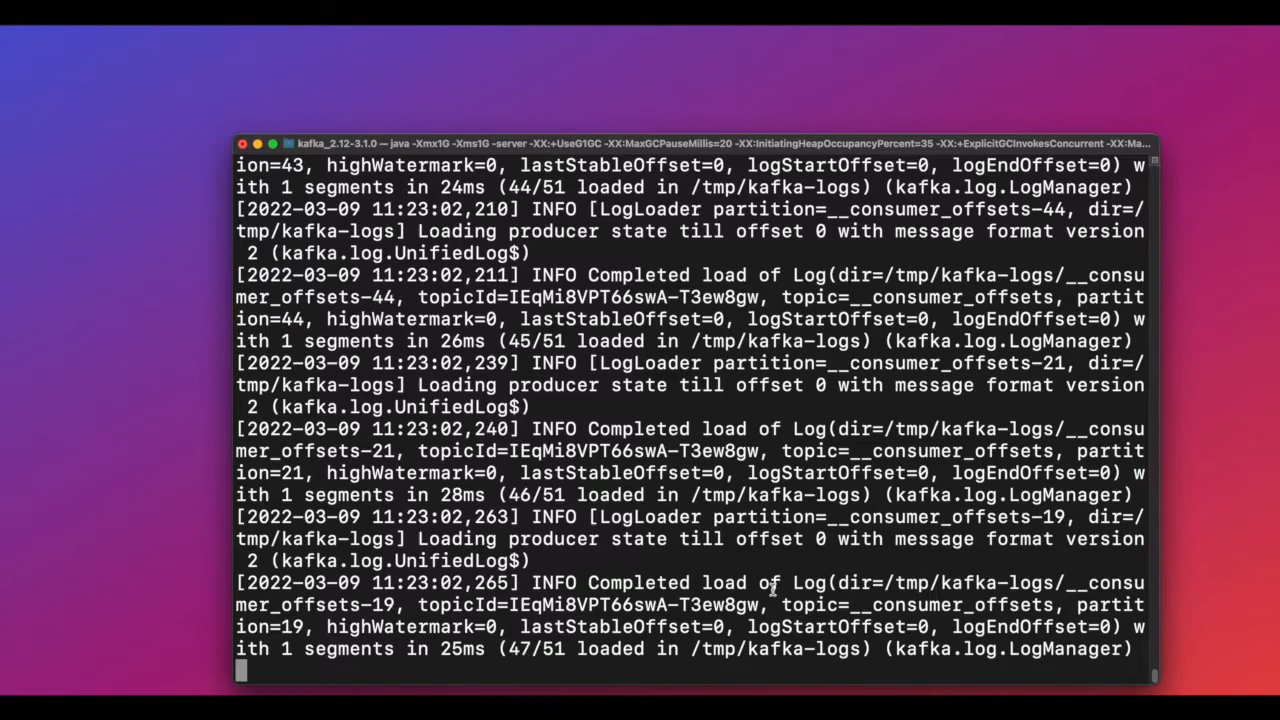 kafka_2.12-3.1.0 — java -Xmx1G -Xms1G -server -XX:+UseG1GC -XX:MaxGCPauseMillis=20 -XX:InitiatingHeapOccupancyPercent=35 -XX:+ExplicitGCInvokesConcurrent -XX:Ma...
ion=43, highWatermark=0, lastStableOffset=0, logStartOffset=0, logEndOffset=0) w
ith 1 segments in 24ms (44/51 loaded in /tmp/kafka-logs) (kafka.log.LogManager)
[2022-03-09 11:23:02,210] INFO [LogLoader partition=__consumer_offsets-44, dir=/
tmp/kafka-logs] Loading producer state till offset 0 with message format version
 2 (kafka.log.UnifiedLog$)
[2022-03-09 11:23:02,211] INFO Completed load of Log(dir=/tmp/kafka-logs/__consu
mer_offsets-44, topicId=IEqMi8VPT66swA-T3ew8gw, topic=__consumer_offsets, partit
ion=44, highWatermark=0, lastStableOffset=0, logStartOffset=0, logEndOffset=0) w
ith 1 segments in 26ms (45/51 loaded in /tmp/kafka-logs) (kafka.log.LogManager)
[2022-03-09 11:23:02,239] INFO [LogLoader partition=__consumer_offsets-21, dir=/
tmp/kafka-logs] Loading producer state till offset 0 with message format version
 2 (kafka.log.UnifiedLog$)
[2022-03-09 11:23:02,240] INFO Completed load of Log(dir=/tmp/kafka-logs/__consu
mer_offsets-21, topicId=IEqMi8VPT66swA-T3ew8gw, topic=__consumer_offsets, partit
ion=21, highWatermark=0, lastStableOffset=0, logStartOffset=0, logEndOffset=0) w
ith 1 segments in 28ms (46/51 loaded in /tmp/kafka-logs) (kafka.log.LogManager)
[2022-03-09 11:23:02,263] INFO [LogLoader partition=__consumer_offsets-19, dir=/
tmp/kafka-logs] Loading producer state till offset 0 with message format version
 2 (kafka.log.UnifiedLog$)
[2022-03-09 11:23:02,265] INFO Completed load of Log(dir=/tmp/kafka-logs/__consu
mer_offsets-19, topicId=IEqMi8VPT66swA-T3ew8gw, topic=__consumer_offsets, partit
ion=19, highWatermark=0, lastStableOffset=0, logStartOffset=0, logEndOffset=0) w
ith 1 segments in 25ms (47/51 loaded in /tmp/kafka-logs) (kafka.log.LogManager)